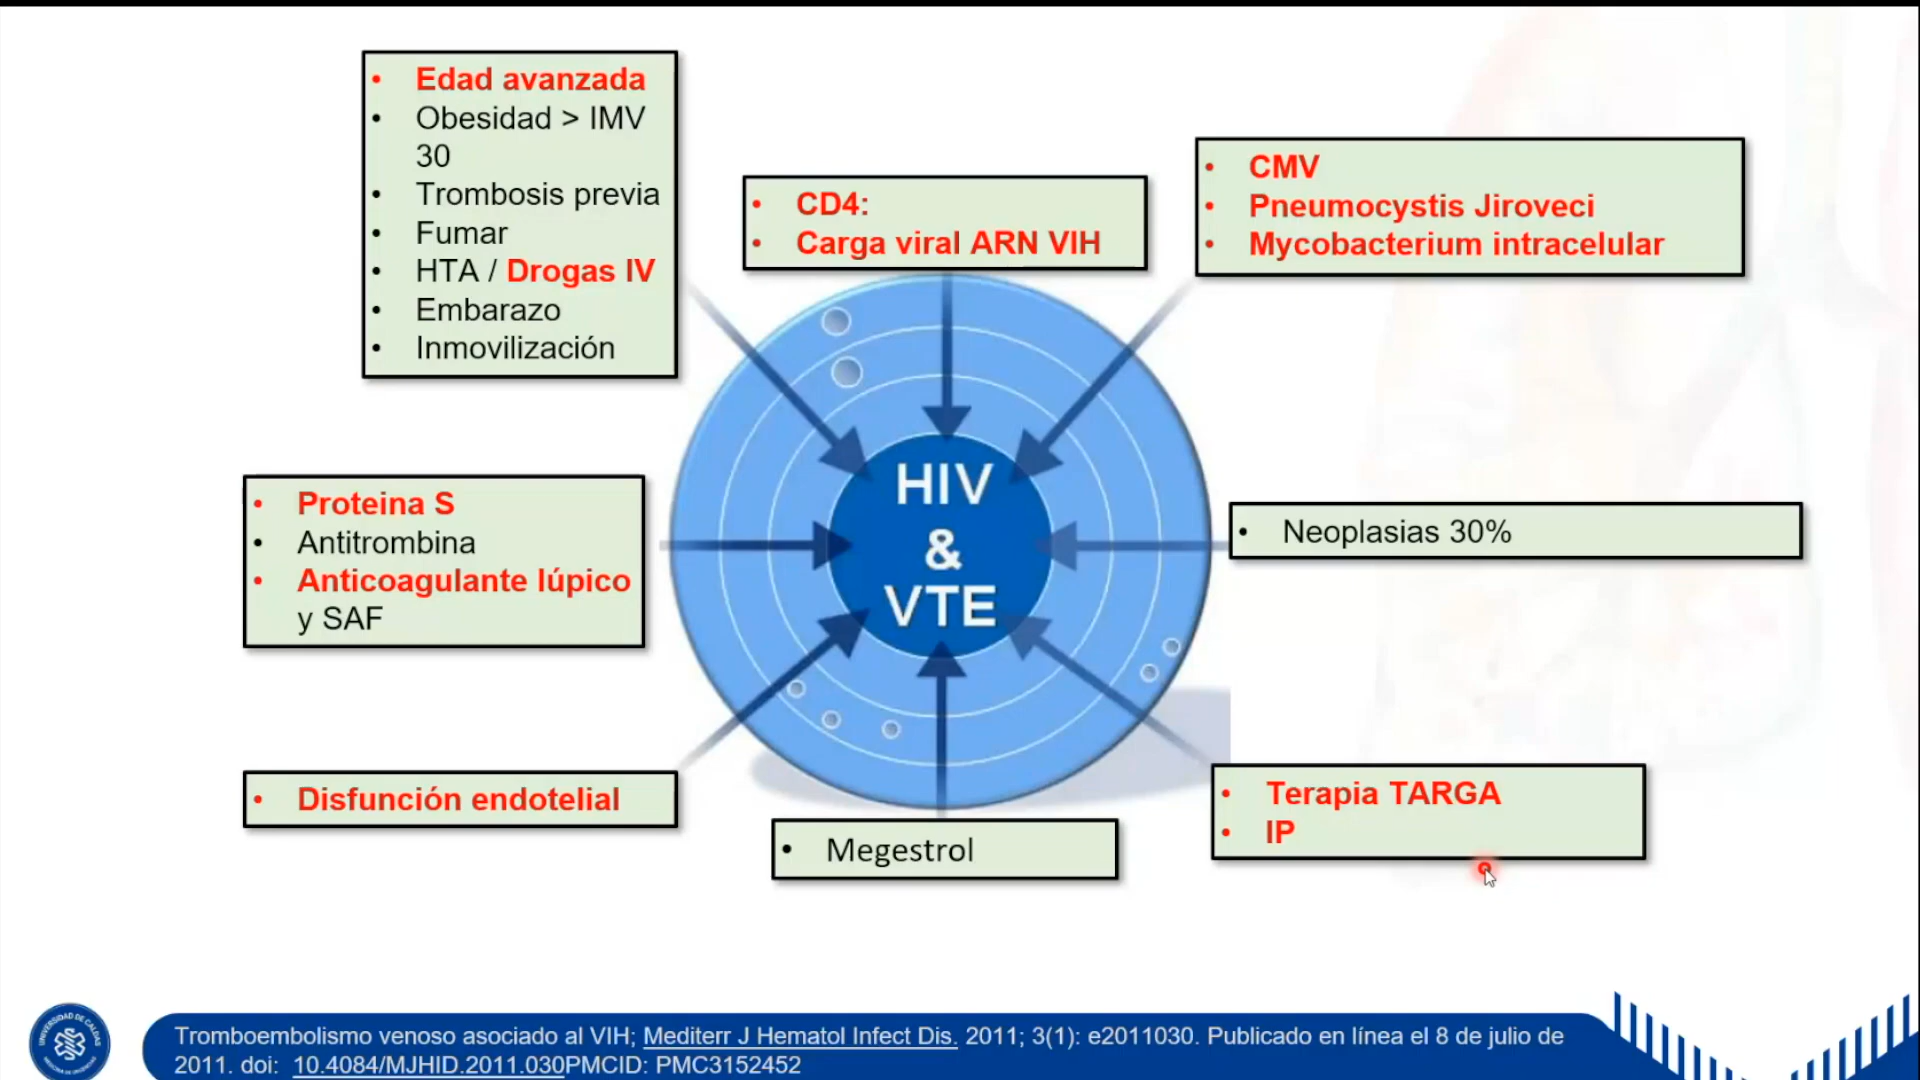 Edad avanzada
Obesidad > IMV
30
Trombosis previa
Fumar
HTA / Drogas IV
Embarazo
Inmovilización
CD4:
Carga viral ARN VIH
CMV
Pneumocystis Jiroveci
Mycobacterium intracelular
Proteina S
Antitrombina
Anticoagulante lúpico
y SAF
HIV
&
VTE
Neoplasias 30%
Disfunción endotelial
Megestrol
Terapia TARGA
IP
UNIVERSIDAD DE CALDAS
Tromboembolismo venoso asociado al VIH; Mediterr J Hematol Infect Dis. 2011; 3(1): e2011030. Publicado en línea el 8 de julio de
2011. doi: 10.4084/MJHID.2011.030PMCID: PMC3152452